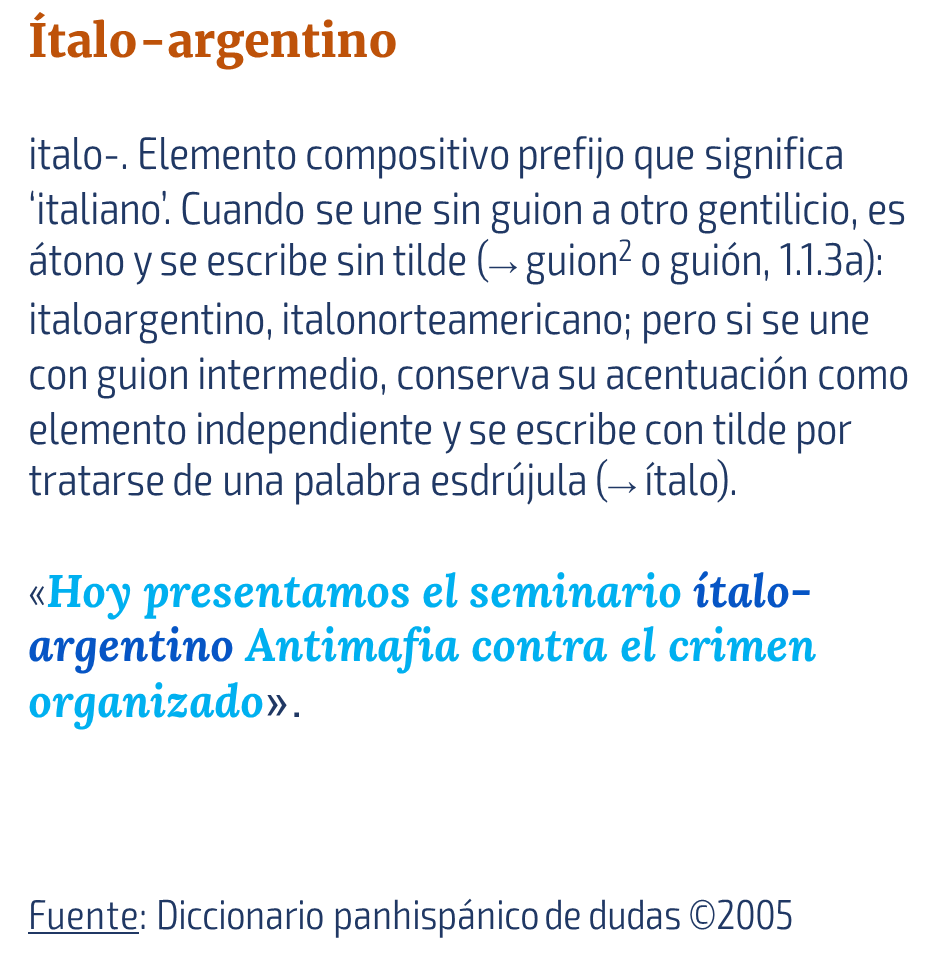 Ítalo-argentino
italo-. Elemento compositivo prefijo que significa
‘italiano’. Cuando se une sin guion a otro gentilicio, es
átono y se escribe sin tilde (→ guion² o guión, 1.1.3a):
italoargentino, italonorteamericano; pero si se une
con guion intermedio, conserva su acentuación como
elemento independiente y se escribe con tilde por
tratarse de una palabra esdrújula (→ ítalo).
«Hoy presentamos el seminario ítalo-
argentino Antimafia contra el crimen
organizado».
Fuente: Diccionario panhispánico de dudas ©2005